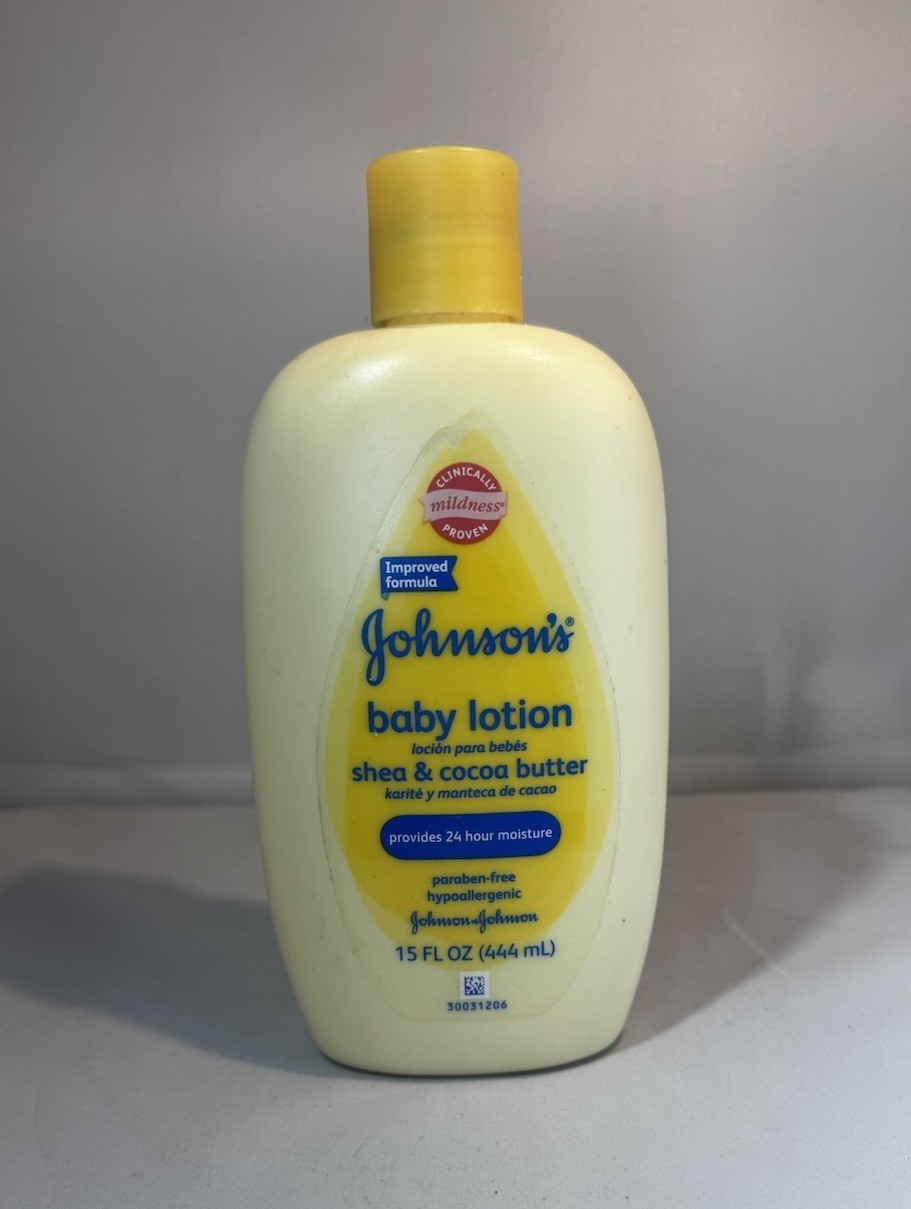 CLINICALLY
mildness®
PROVEN
Improved
formula
Johnson's®
baby lotion
loción para bebés
shea & cocoa butter
karité y manteca de cacao
provides 24 hour moisture
paraben-free
hypoallergenic
Johnson+Johnson
15 FL OZ (444 mL)
30031206